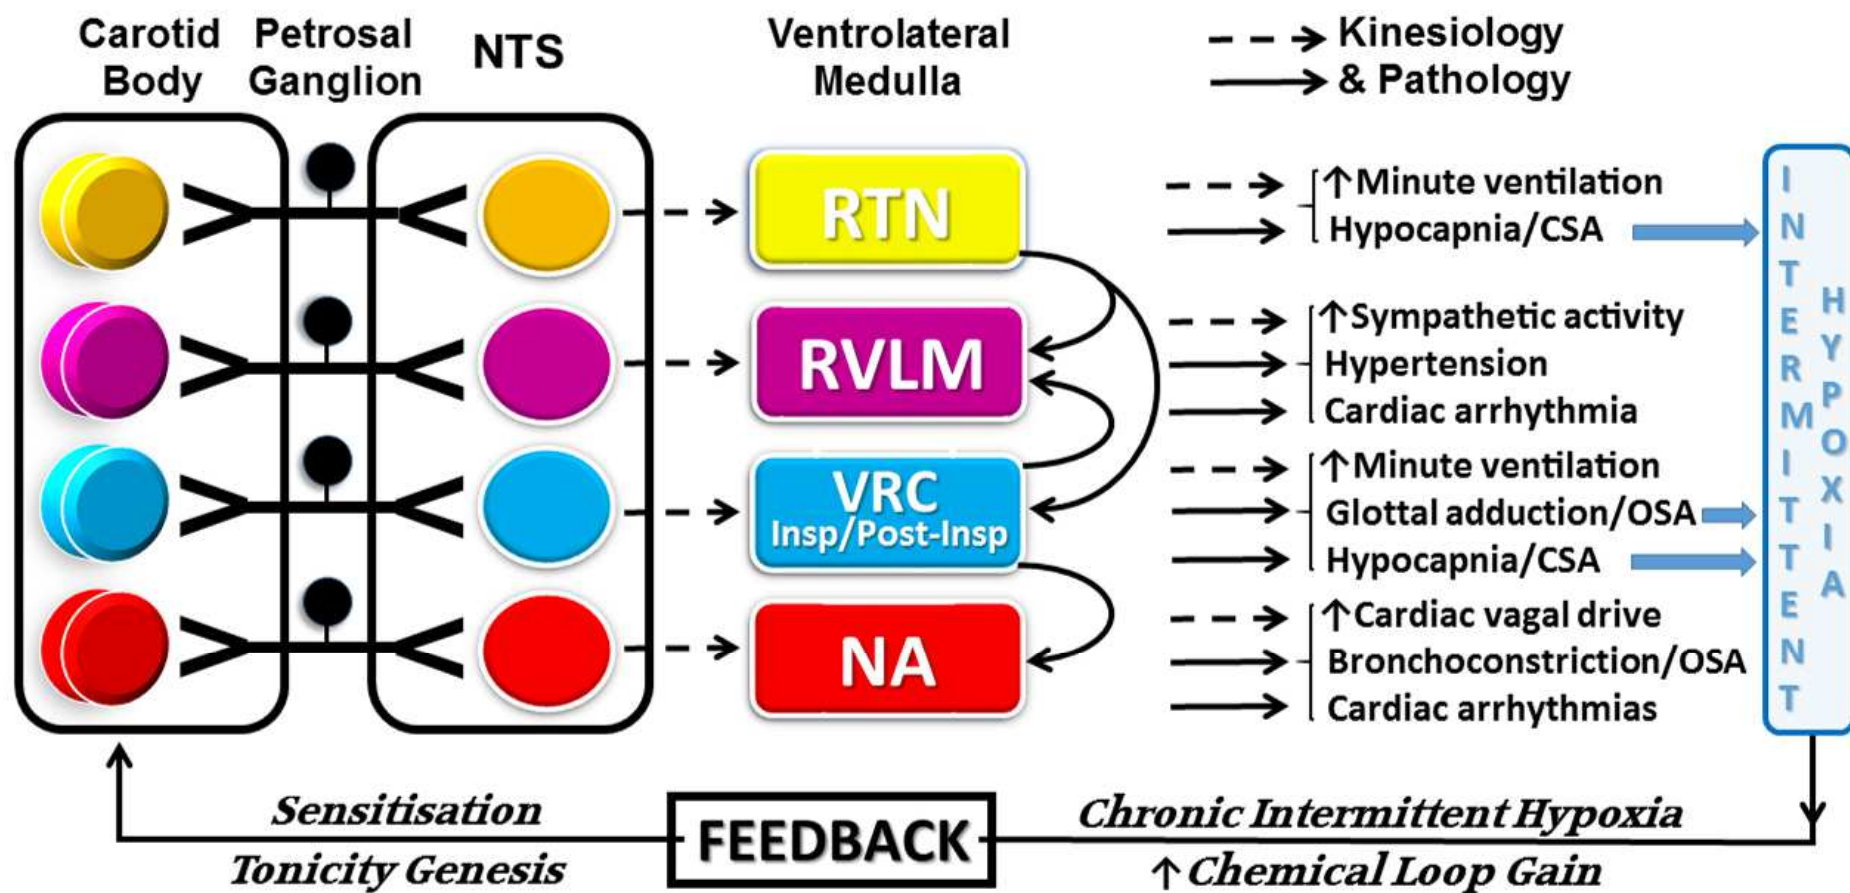 Carotid Body
Petrosal Ganglion
NTS
Ventrolateral Medulla
Kinesiology
& Pathology
RTN
RVLM
VRC
Insp/Post-Insp
NA
↑Minute ventilation
Hypocapnia/CSA
↑Sympathetic activity
Hypertension
Cardiac arrhythmia
↑Minute ventilation
Glottal adduction/OSA
Hypocapnia/CSA
↑Cardiac vagal drive
Bronchoconstriction/OSA
Cardiac arrhythmias
INTERMITTENT
HYPOXIA
Sensitisation
Tonicity Genesis
FEEDBACK
Chronic Intermittent Hypoxia
↑Chemical Loop Gain